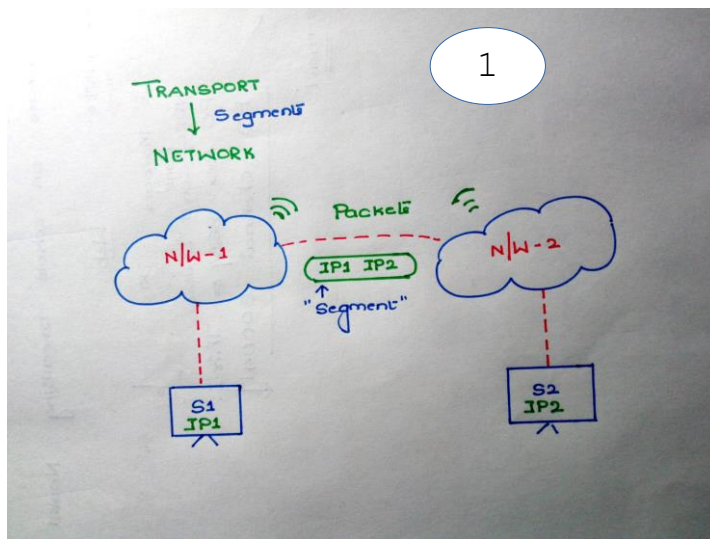 1
TRANSPORT
Segments
NETWORK
Packets
N/W-1
N/W-2
IP1 IP2
"Segment"
S1
IP1
S2
IP2